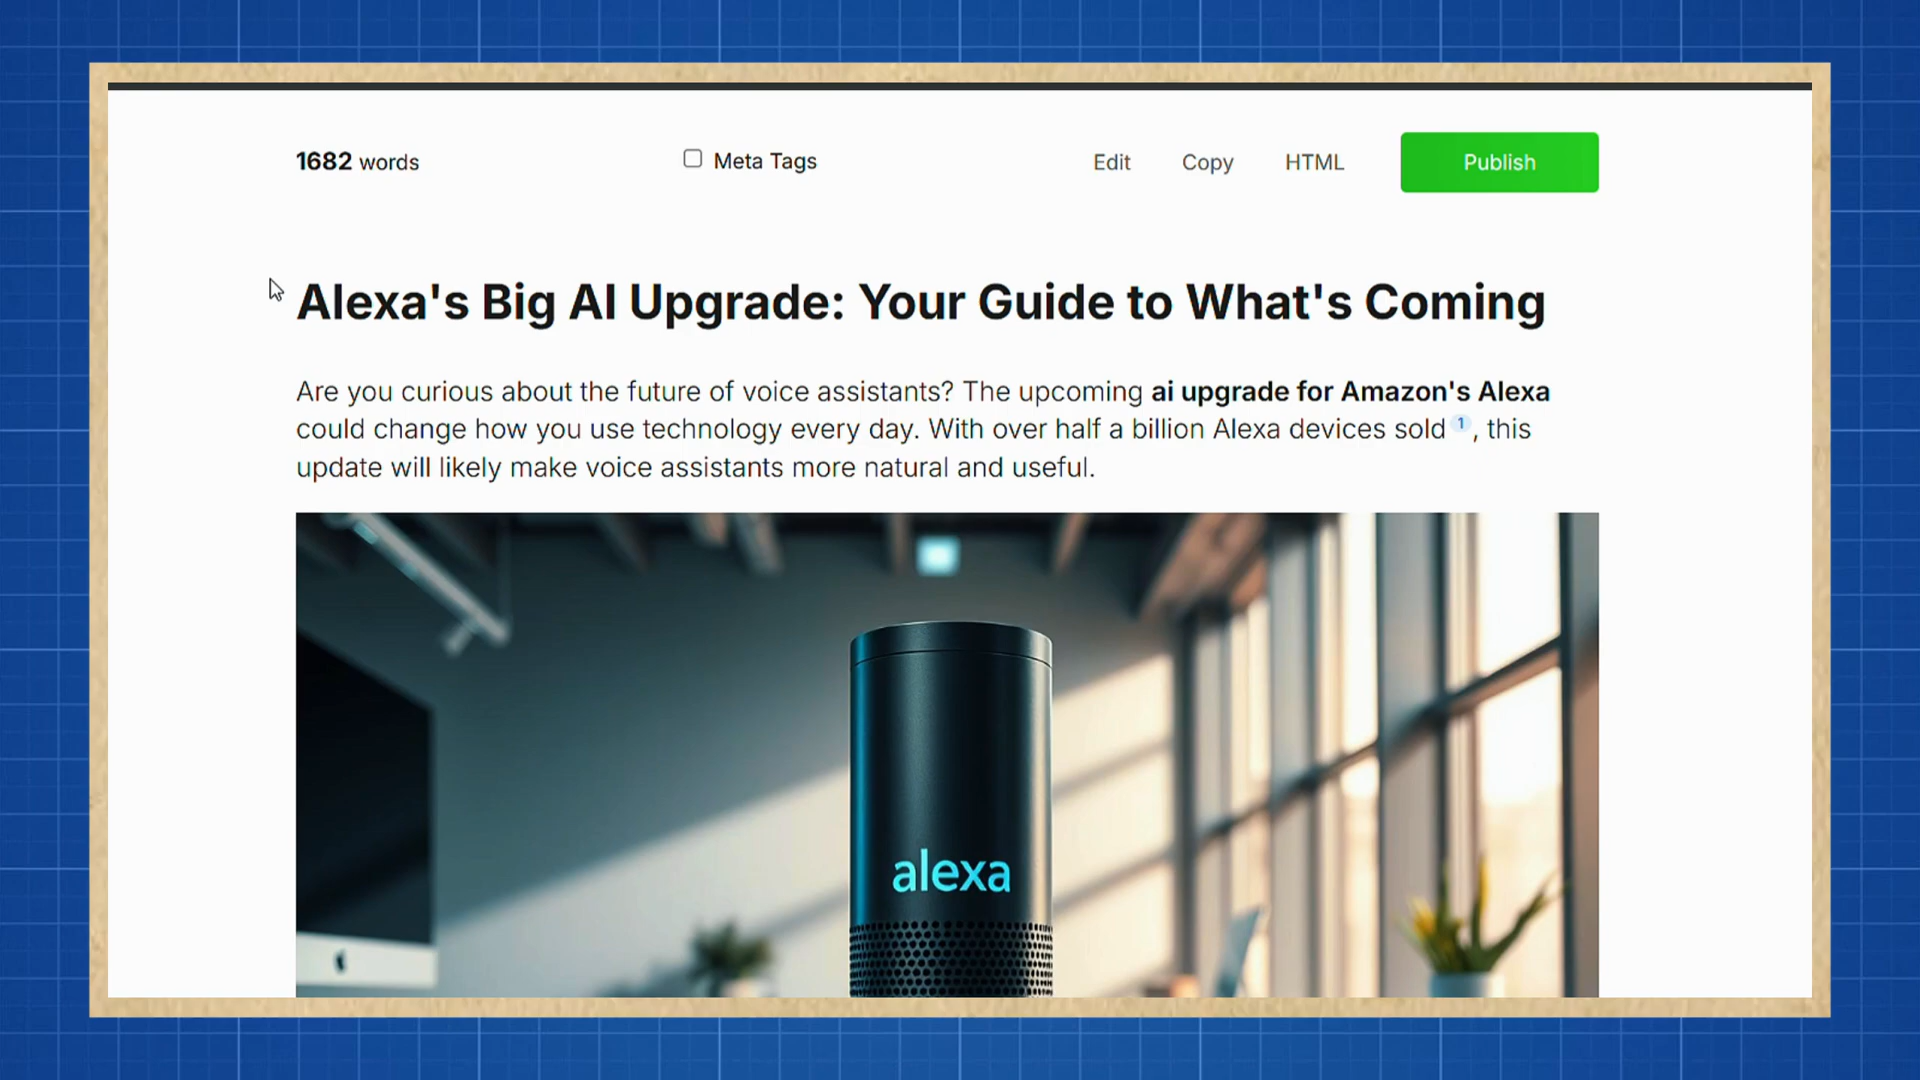 1682 words
Meta Tags
Edit
Copy
HTML
Publish
Alexa's Big AI Upgrade: Your Guide to What's Coming
Are you curious about the future of voice assistants? The upcoming ai upgrade for Amazon's Alexa
could change how you use technology every day. With over half a billion Alexa devices sold 1, this
update will likely make voice assistants more natural and useful.
alexa